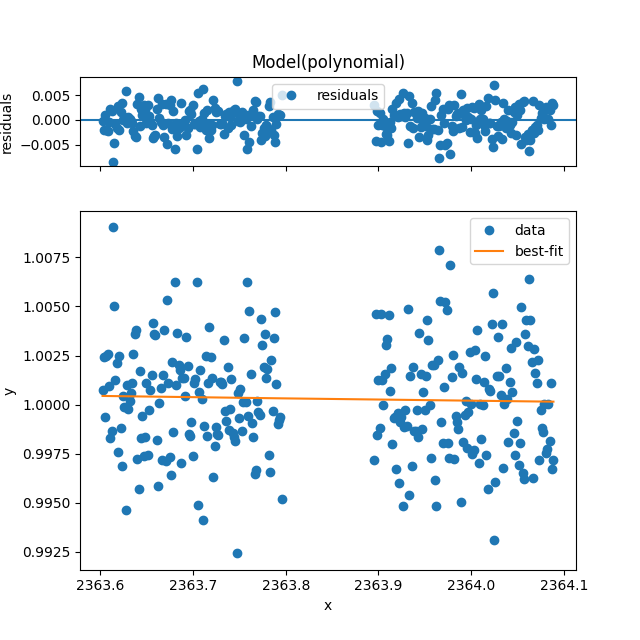 Model(polynomial)
residuals
0.005
0.000
−0.005
residuals
data
best-fit
y
1.0075
1.0050
1.0025
1.0000
0.9975
0.9950
0.9925
2363.6
2363.7
2363.8
2363.9
2364.0
2364.1
x